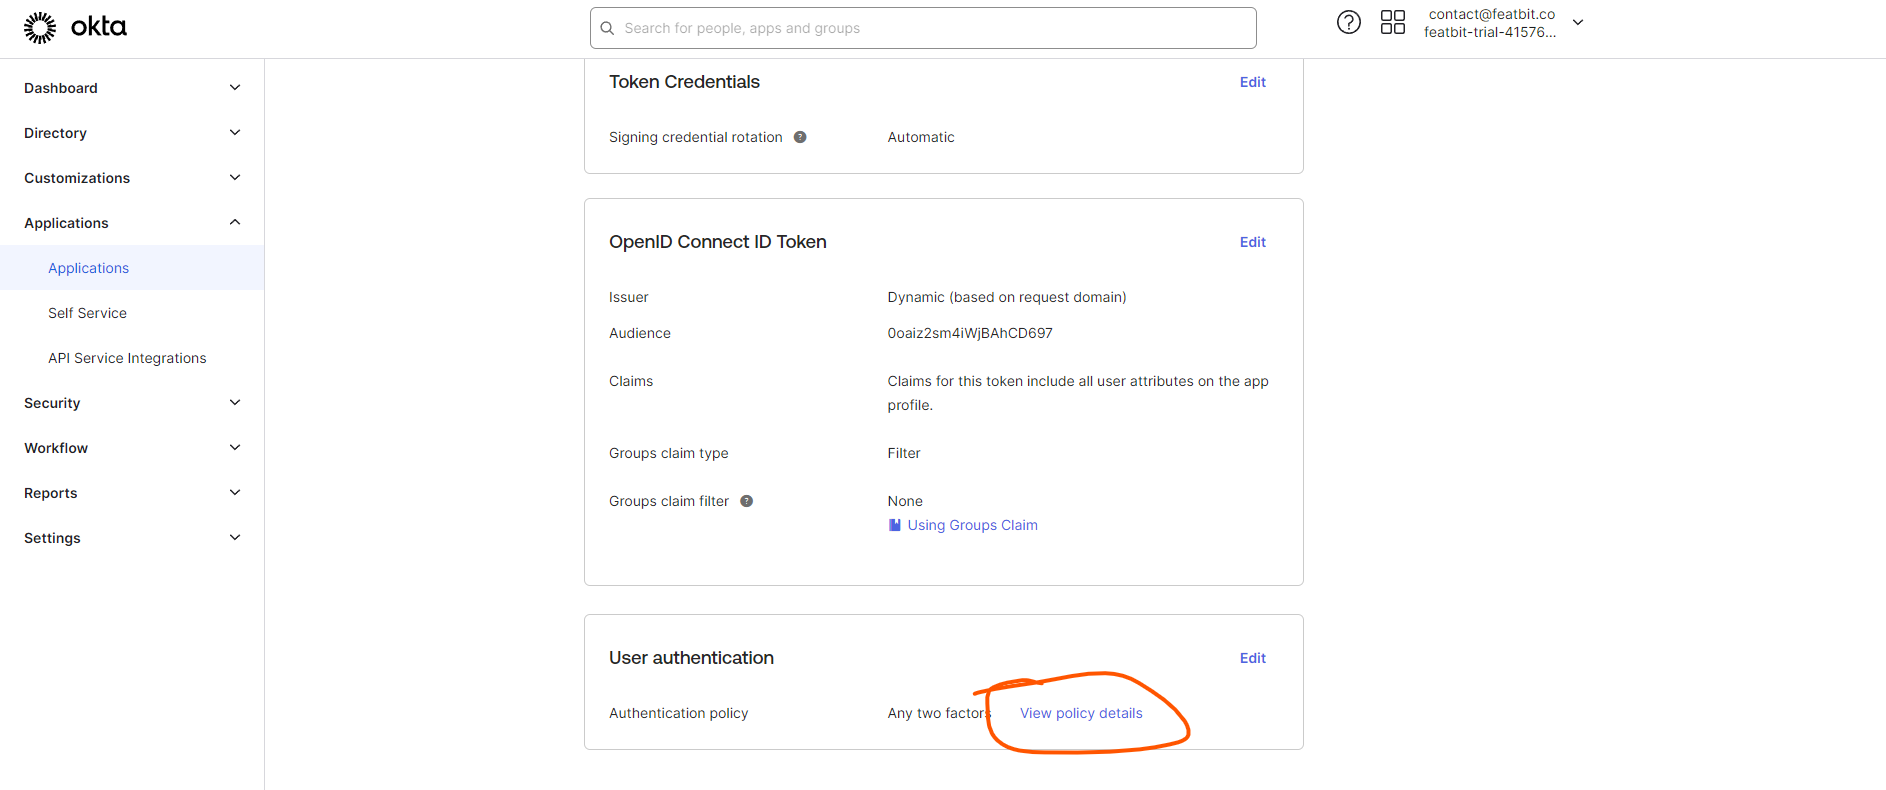 okta
Search for people, apps and groups
contact@featbit.co
featbit-trial-41576...
Dashboard
Directory
Customizations
Applications
Applications
Self Service
API Service Integrations
Security
Workflow
Reports
Settings
Token Credentials
Edit
Signing credential rotation
Automatic
OpenID Connect ID Token
Edit
Issuer
Dynamic (based on request domain)
Audience
0oaiz2sm4iWjBAhCD697
Claims
Claims for this token include all user attributes on the app
profile.
Groups claim type
Filter
Groups claim filter
None
Using Groups Claim
User authentication
Edit
Authentication policy
Any two factors
View policy details